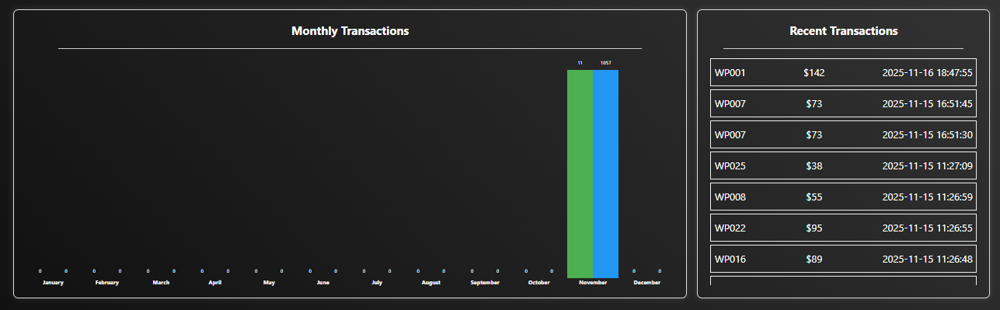 Monthly Transactions
11 1057
0 0 0 0 0 0 0 0 0 0 0 0 0 0 0 0 0 0 0 0 0 0
January February March April May June July August September October November December
Recent Transactions
WP001 $142 2025-11-16 18:47:55
WP007 $73 2025-11-15 16:51:45
WP007 $73 2025-11-15 16:51:30
WP025 $38 2025-11-15 11:27:09
WP008 $55 2025-11-15 11:26:59
WP022 $95 2025-11-15 11:26:55
WP016 $89 2025-11-15 11:26:48